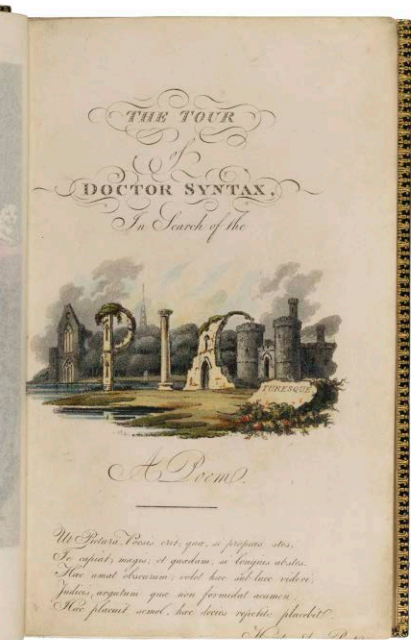 THE TOUR
of
DOCTOR SYNTAX,
In Search of the
PIC
TURESQUE
A Poem.
Ut Pictura, Poesis erit; quæ, si propius stes,
Te capiat, magis; et quædam, si longius abstes.
Hæc amat obscurum; volet hæc sub luce videri,
Judicis, argutum quæ non formidat acumen:
Hæc placuit semel, hæc decies repetita placebit.